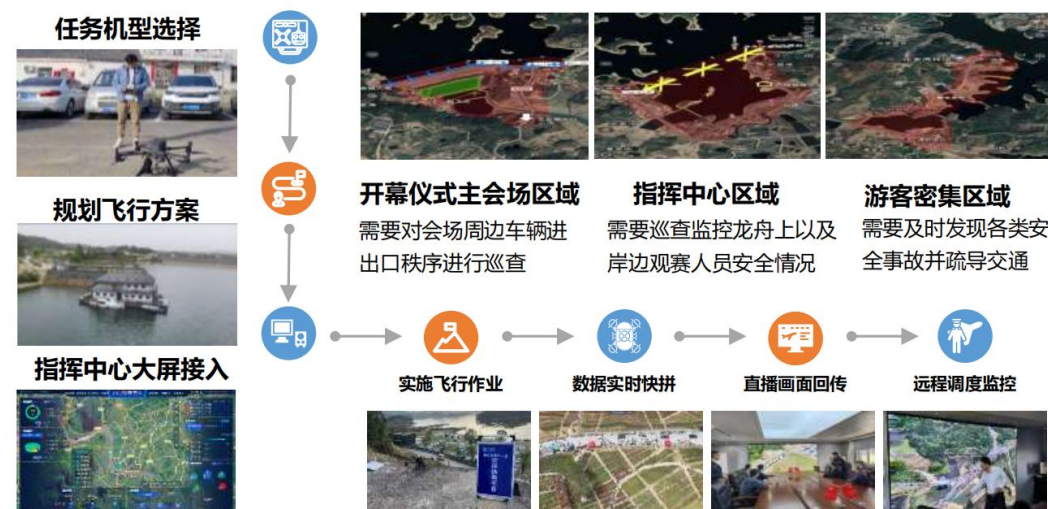 任务机型选择
规划飞行方案
指挥中心大屏接入
开幕仪式主会场区域
需要对会场周边车辆进
出口秩序进行巡查
指挥中心区域
需要巡查监控龙舟上以及
岸边观赛人员安全情况
游客密集区域
需要及时发现各类安
全事故并疏导交通
实施飞行作业
数据实时快拼
直播画面回传
远程调度监控